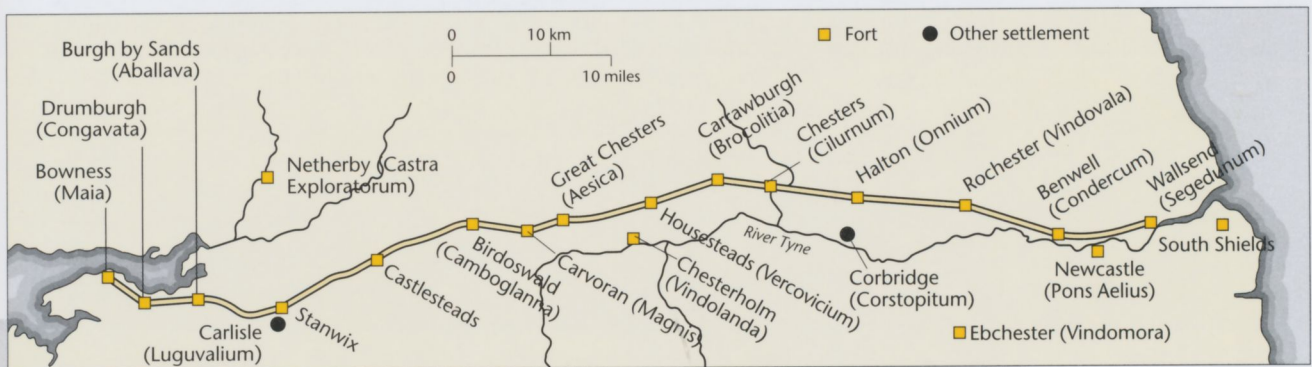 Burgh by Sands
(Aballava)
Drumburgh
(Congavata)
Bowness
(Maia)
0 10 km
0 10 miles
Fort
Other settlement
Netherby (Castra
Exploratorum)
Great Chesters
(Aesica)
Carrawburgh
(Brocolitia)
Chesters
(Cilurnum)
Halton (Onnium)
Rochester (Vindovala)
Benwell
(Condercum)
Wallsend
(Segedunum)
South Shields
Newcastle
(Pons Aelius)
Ebchester (Vindomora)
Corbridge
(Corstopitum)
River Tyne
Housesteads (Vercovicium)
Chesterholm
(Vindolanda)
Carvoran (Magnis)
Birdoswald
(Camboglanna)
Castlesteads
Stanwix
Carlisle
(Luguvalium)